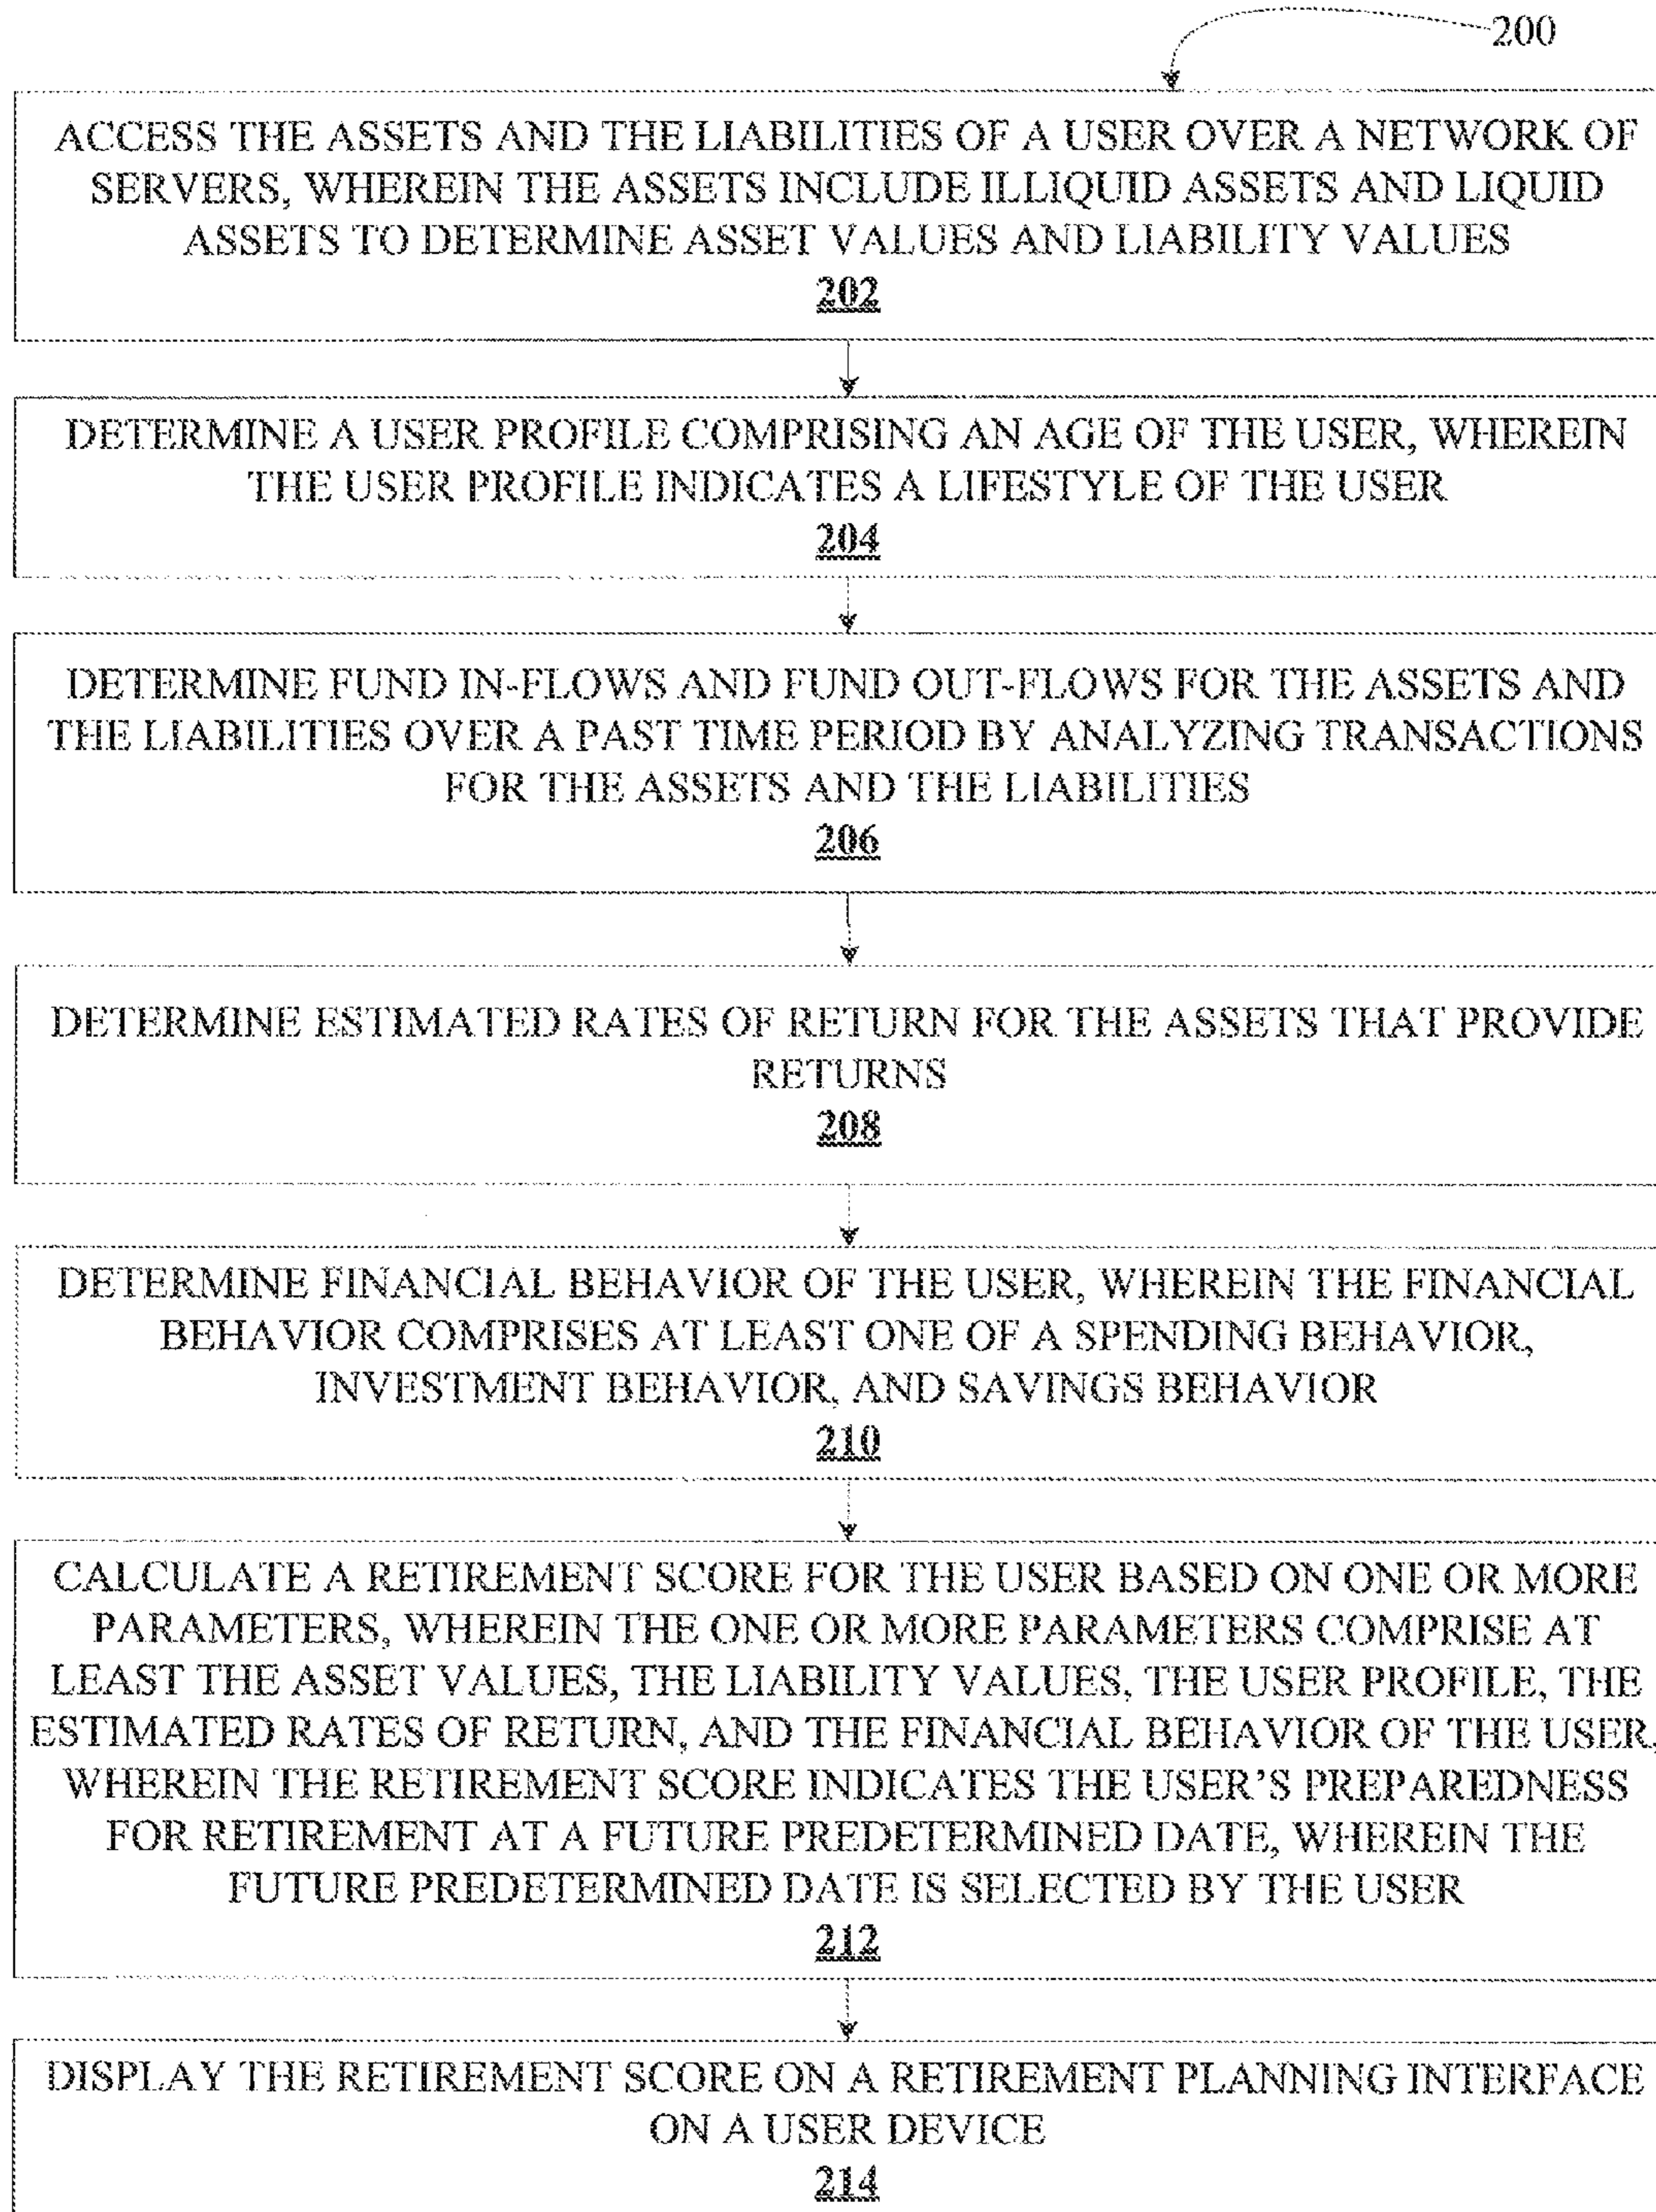 200
ACCESS THE ASSETS AND THE LIABILITIES OF A USER OVER A NETWORK OF
SERVERS, WHEREIN THE ASSETS INCLUDE ILLIQUID ASSETS AND LIQUID
ASSETS TO DETERMINE ASSET VALUES AND LIABILITY VALUES
202
DETERMINE A USER PROFILE COMPRISING AN AGE OF THE USER, WHEREIN
THE USER PROFILE INDICATES A LIFESTYLE OF THE USER
204
DETERMINE FUND IN-FLOWS AND FUND OUT-FLOWS FOR THE ASSETS AND
THE LIABILITIES OVER A PAST TIME PERIOD BY ANALYZING TRANSACTIONS
FOR THE ASSETS AND THE LIABILITIES
206
DETERMINE ESTIMATED RATES OF RETURN FOR THE ASSETS THAT PROVIDE
RETURNS
208
DETERMINE FINANCIAL BEHAVIOR OF THE USER, WHEREIN THE FINANCIAL
BEHAVIOR COMPRISES AT LEAST ONE OF A SPENDING BEHAVIOR,
INVESTMENT BEHAVIOR, AND SAVINGS BEHAVIOR
210
CALCULATE A RETIREMENT SCORE FOR THE USER BASED ON ONE OR MORE
PARAMETERS, WHEREIN THE ONE OR MORE PARAMETERS COMPRISE AT
LEAST THE ASSET VALUES, THE LIABILITY VALUES, THE USER PROFILE, THE
ESTIMATED RATES OF RETURN, AND THE FINANCIAL BEHAVIOR OF THE USER,
WHEREIN THE RETIREMENT SCORE INDICATES THE USER'S PREPAREDNESS
FOR RETIREMENT AT A FUTURE PREDETERMINED DATE, WHEREIN THE
FUTURE PREDETERMINED DATE IS SELECTED BY THE USER
212
DISPLAY THE RETIREMENT SCORE ON A RETIREMENT PLANNING INTERFACE
ON A USER DEVICE
214